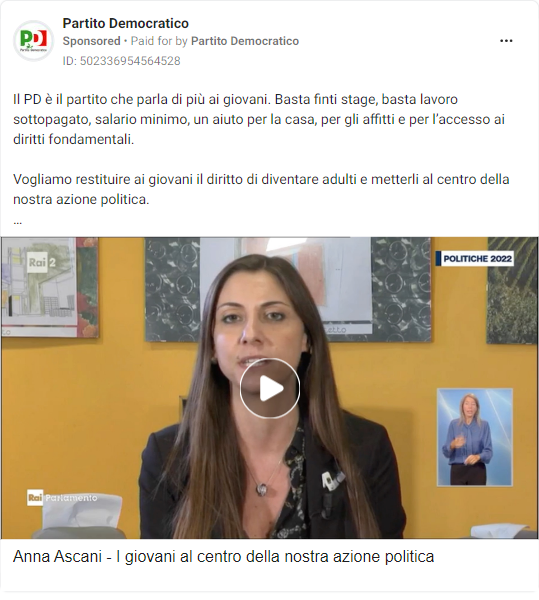 Partito Democratico
Sponsored • Paid for by Partito Democratico
ID: 502336954564528
Il PD è il partito che parla di più ai giovani. Basta finti stage, basta lavoro
sottopagato, salario minimo, un aiuto per la casa, per gli affitti e per l'accesso ai
diritti fondamentali.
Vogliamo restituire ai giovani il diritto di diventare adulti e metterli al centro della
nostra azione politica.
...
Rai 2
POLITICHE 2022
Rai Parlamento
POLITICHE 2022
Anna Ascani - I giovani al centro della nostra azione politica
PD
Partito Democratico